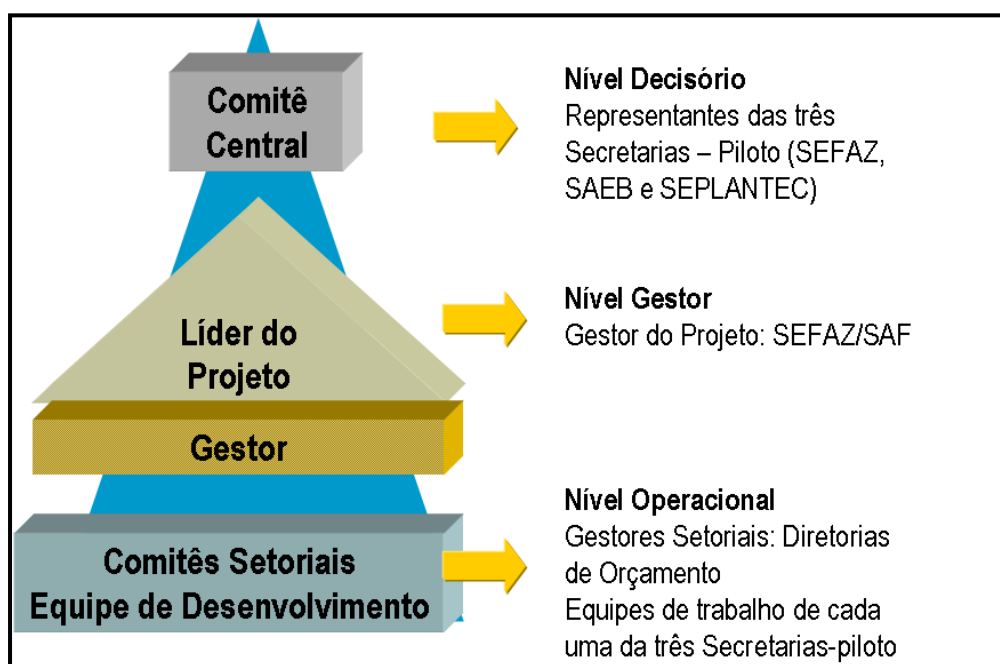 Comitê
Central
Nível Decisório
Representantes das três
Secretarias – Piloto (SEFAZ,
SAEB e SEPLANTEC)
Líder do
Projeto
Gestor
Nível Gestor
Gestor do Projeto: SEFAZ/SAF
Comitês Setoriais
Equipe de Desenvolvimento
Nível Operacional
Gestores Setoriais: Diretorias
de Orçamento
Equipes de trabalho de cada
uma da três Secretarias-piloto